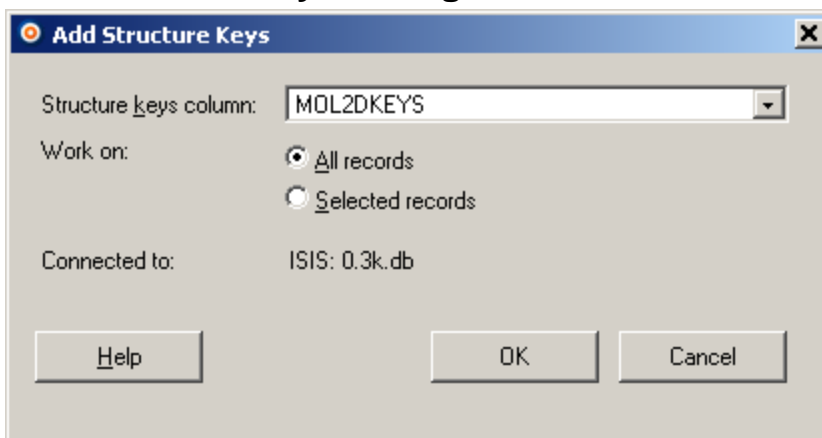 Add Structure Keys
Structure keys column: MOL2DKEYS
Work on: All records
Selected records
Connected to: ISIS: 0.3k.db
Help OK Cancel